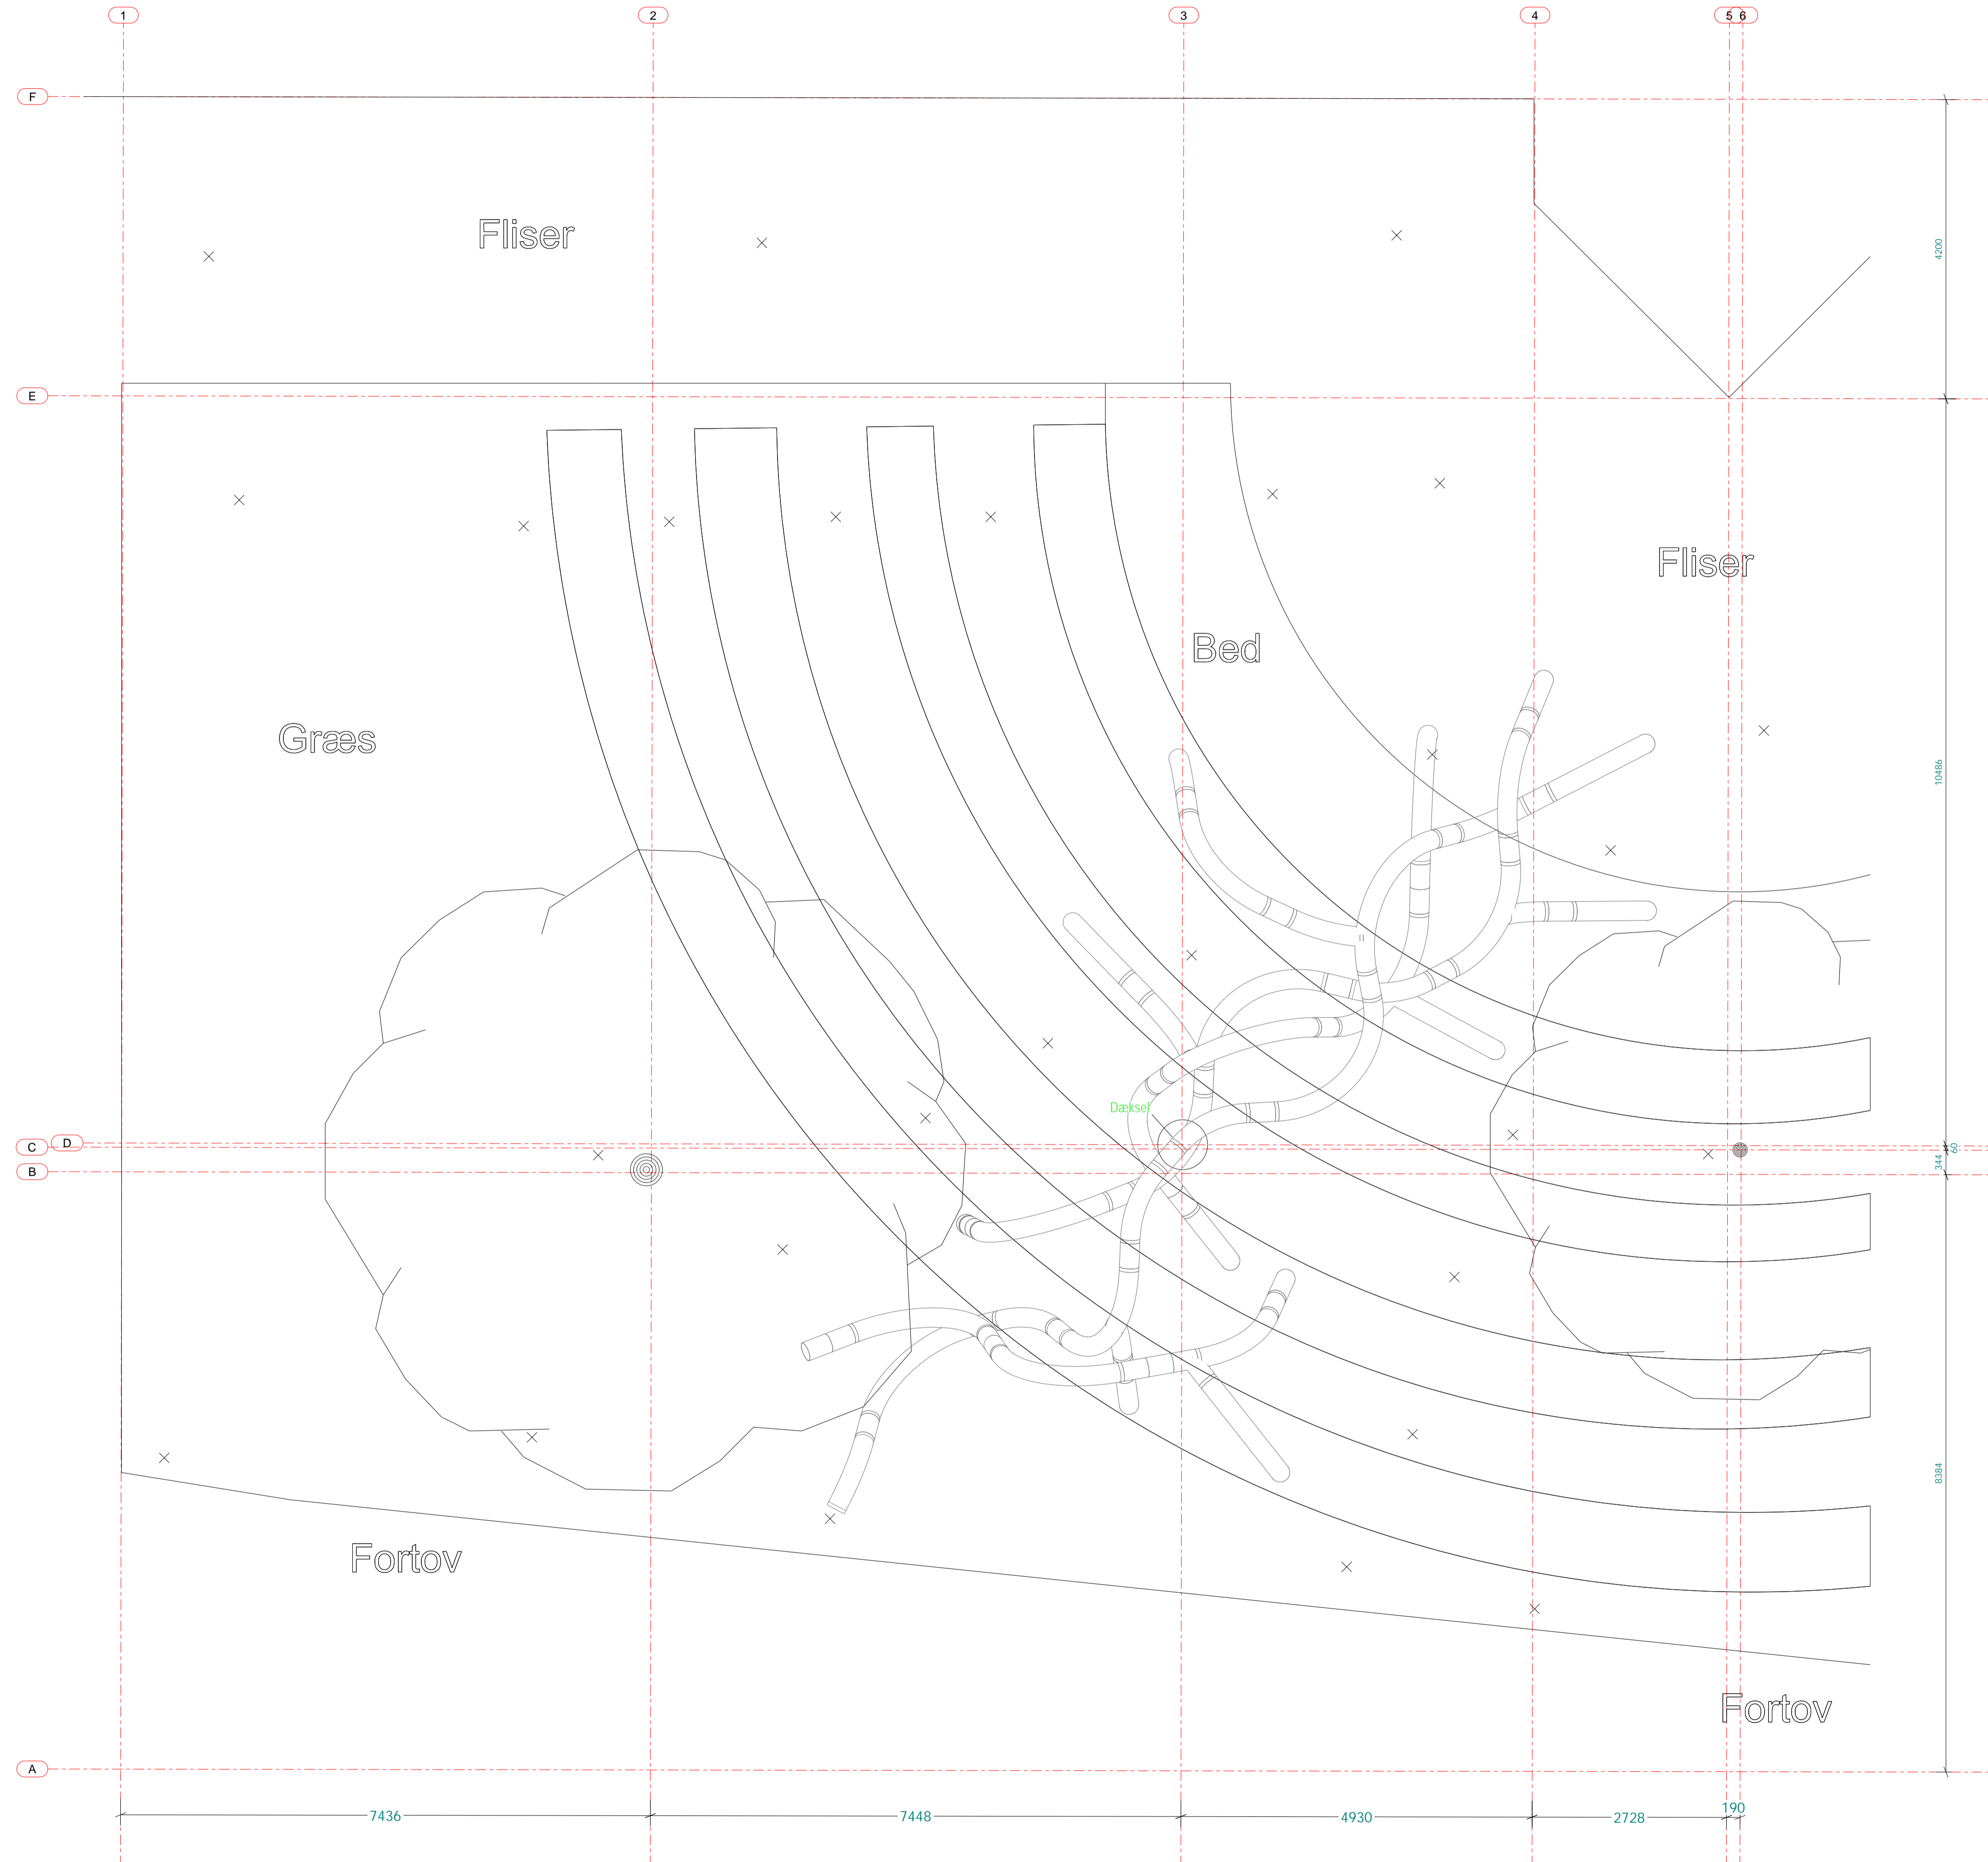 1 2 3 4 5 6
F
Fliser
4200
E
Fliser
Bed
Græs
10486
Dæksel
D
C
60
B
344
8384
Fortov
Fortov
A
190
7436 7448 4930 2728